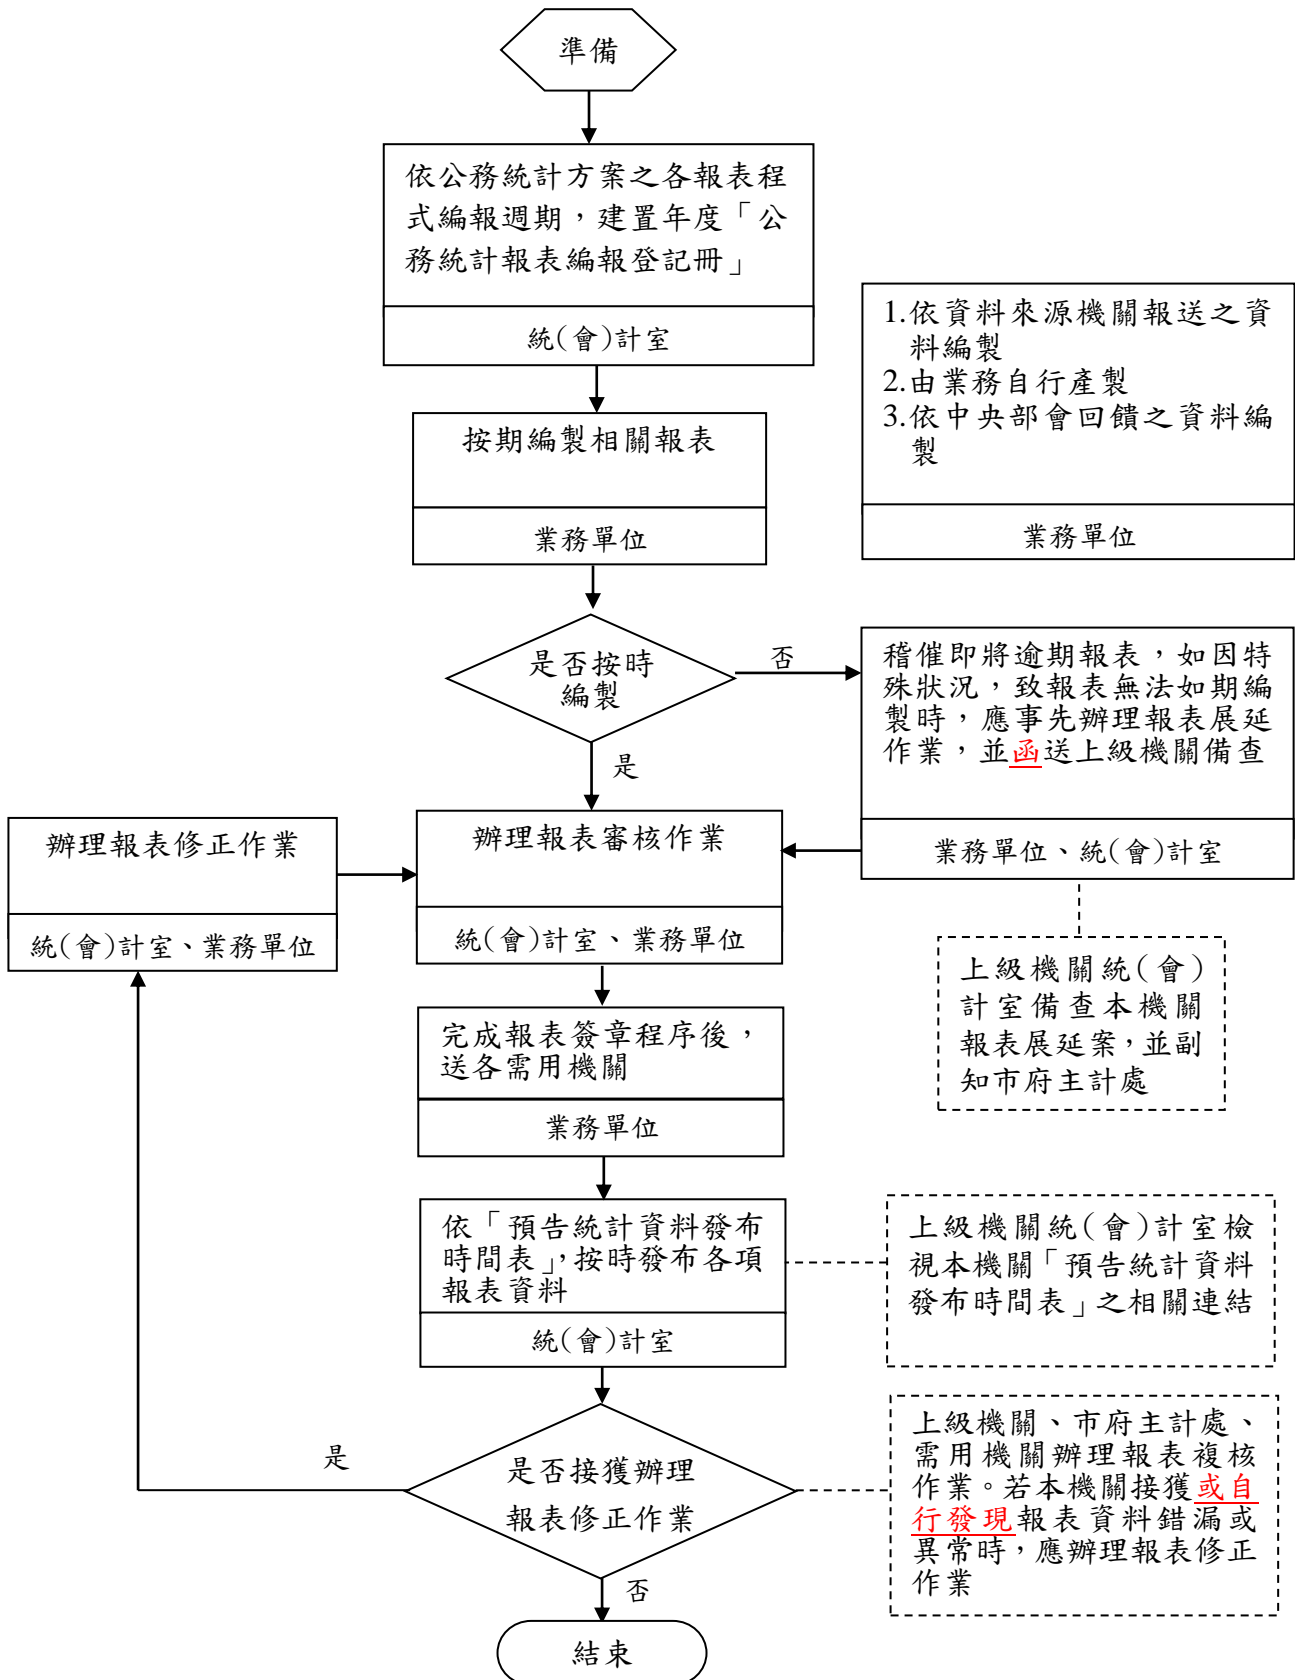 準備
依公務統計方案之各報表程
式編報週期，建置年度「公
務統計報表編報登記冊」
統(會)計室
1.依資料來源機關報送之資
料編製
2.由業務自行產製
3.依中央部會回饋之資料編
製
業務單位
按期編製相關報表
業務單位
是否按時
編製
否
是
稽催即將逾期報表，如因特
殊狀況，致報表無法如期編
製時，應事先辦理報表展延
作業，並函送上級機關備查
業務單位、統(會)計室
辦理報表修正作業
統(會)計室、業務單位
辦理報表審核作業
統(會)計室、業務單位
上級機關統(會)
計室備查本機關
報表展延案，並副
知市府主計處
完成報表簽章程序後，
送各需用機關
業務單位
依「預告統計資料發布
時間表」，按時發布各項
報表資料
統(會)計室
上級機關統(會)計室檢
視本機關「預告統計資料
發布時間表」之相關連結
是
是否接獲辦理
報表修正作業
上級機關、市府主計處、
需用機關辦理報表複核
作業。若本機關接獲或自
行發現報表資料錯漏或
異常時，應辦理報表修正
作業
否
結束